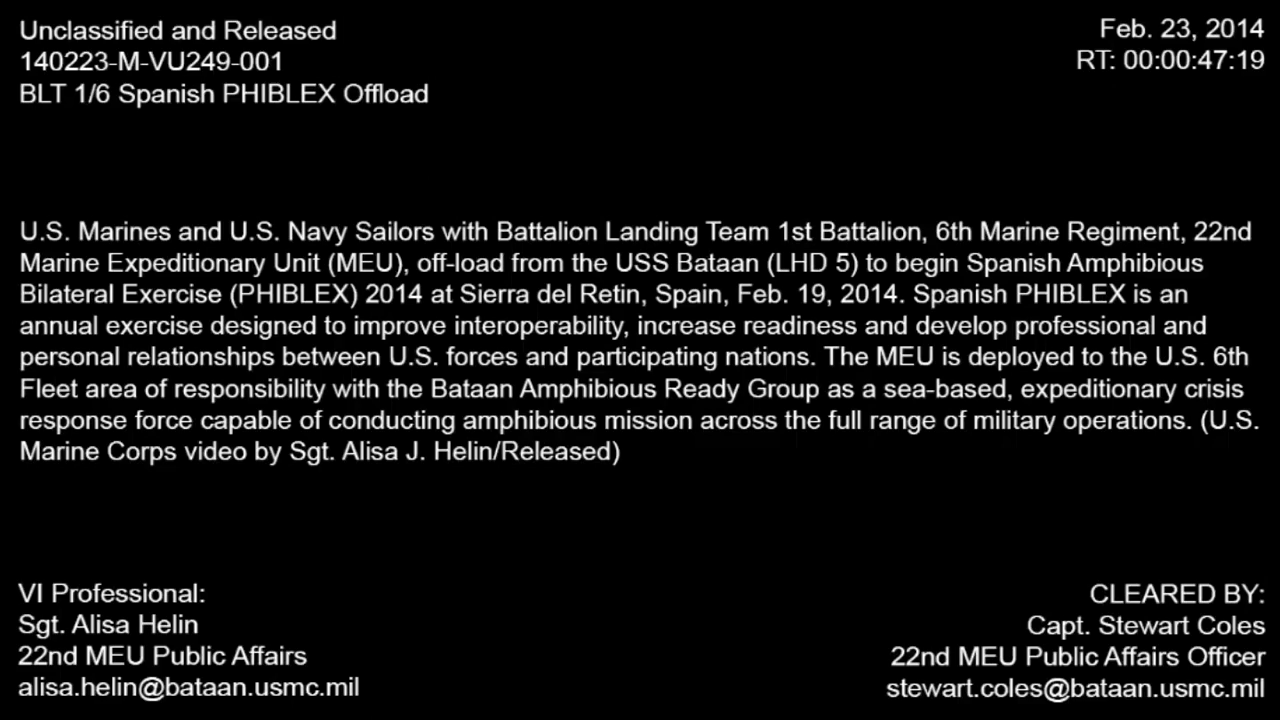 Unclassified and Released
140223-M-VU249-001
BLT 1/6 Spanish PHIBLEX Offload
Feb. 23, 2014
RT: 00:00:47:19
U.S. Marines and U.S. Navy Sailors with Battalion Landing Team 1st Battalion, 6th Marine Regiment, 22nd
Marine Expeditionary Unit (MEU), off-load from the USS Bataan (LHD 5) to begin Spanish Amphibious
Bilateral Exercise (PHIBLEX) 2014 at Sierra del Retin, Spain, Feb. 19, 2014. Spanish PHIBLEX is an
annual exercise designed to improve interoperability, increase readiness and develop professional and
personal relationships between U.S. forces and participating nations. The MEU is deployed to the U.S. 6th
Fleet area of responsibility with the Bataan Amphibious Ready Group as a sea-based, expeditionary crisis
response force capable of conducting amphibious mission across the full range of military operations. (U.S.
Marine Corps video by Sgt. Alisa J. Helin/Released)
VI Professional:
Sgt. Alisa Helin
22nd MEU Public Affairs
alisa.helin@bataan.usmc.mil
CLEARED BY:
Capt. Stewart Coles
22nd MEU Public Affairs Officer
stewart.coles@bataan.usmc.mil